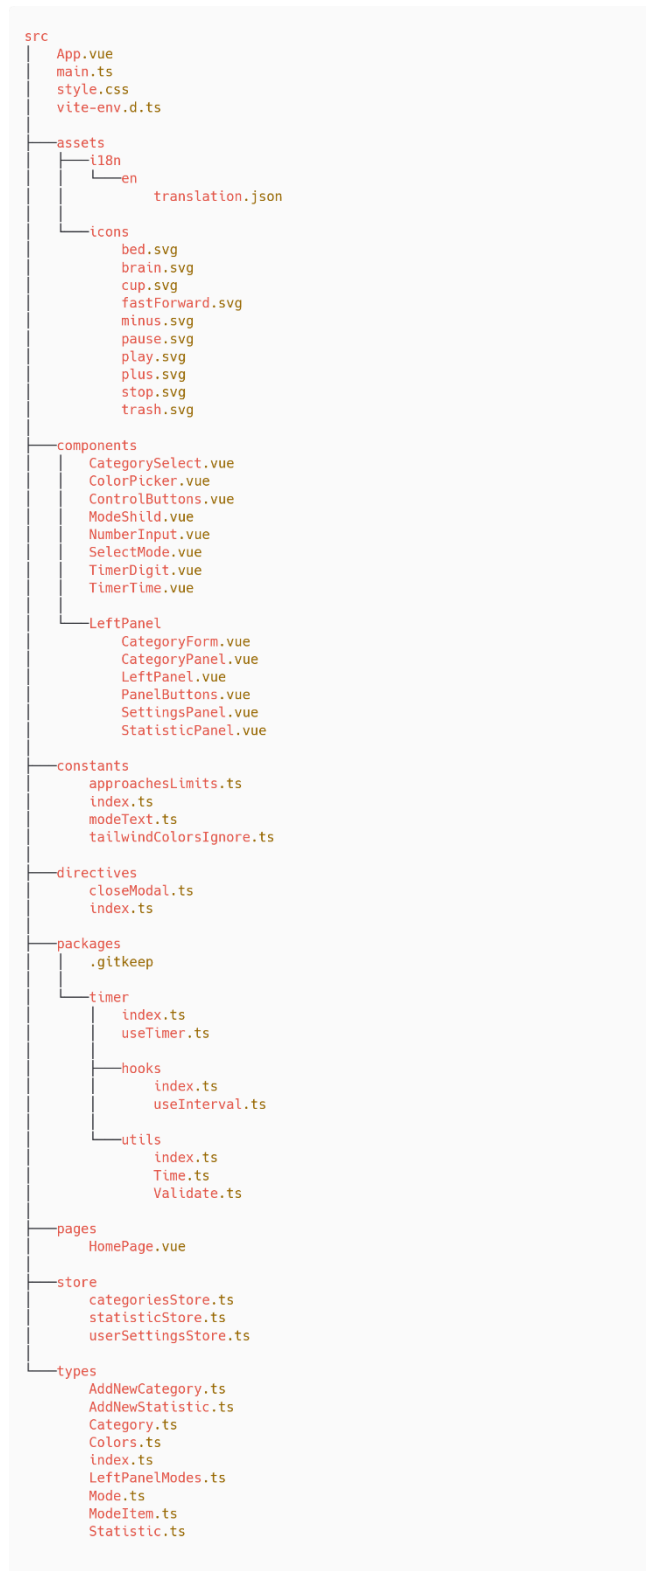 src
App.vue
main.ts
style.css
vite-env.d.ts
assets
i18n
en
translation.json
icons
bed.svg
brain.svg
cup.svg
fastForward.svg
minus.svg
pause.svg
play.svg
plus.svg
stop.svg
trash.svg
components
CategorySelect.vue
ColorPicker.vue
ControlButtons.vue
ModeShild.vue
NumberInput.vue
SelectMode.vue
TimerDigit.vue
TimerTime.vue
LeftPanel
CategoryForm.vue
CategoryPanel.vue
LeftPanel.vue
PanelButtons.vue
SettingsPanel.vue
StatisticPanel.vue
constants
approachesLimits.ts
index.ts
modeText.ts
tailwindColorsIgnore.ts
directives
closeModal.ts
index.ts
packages
.gitkeep
timer
index.ts
useTimer.ts
hooks
index.ts
useInterval.ts
utils
index.ts
Time.ts
Validate.ts
pages
HomePage.vue
store
categoriesStore.ts
statisticStore.ts
userSettingsStore.ts
types
AddNewCategory.ts
AddNewStatistic.ts
Category.ts
Colors.ts
index.ts
LeftPanelModes.ts
Mode.ts
ModeItem.ts
Statistic.ts